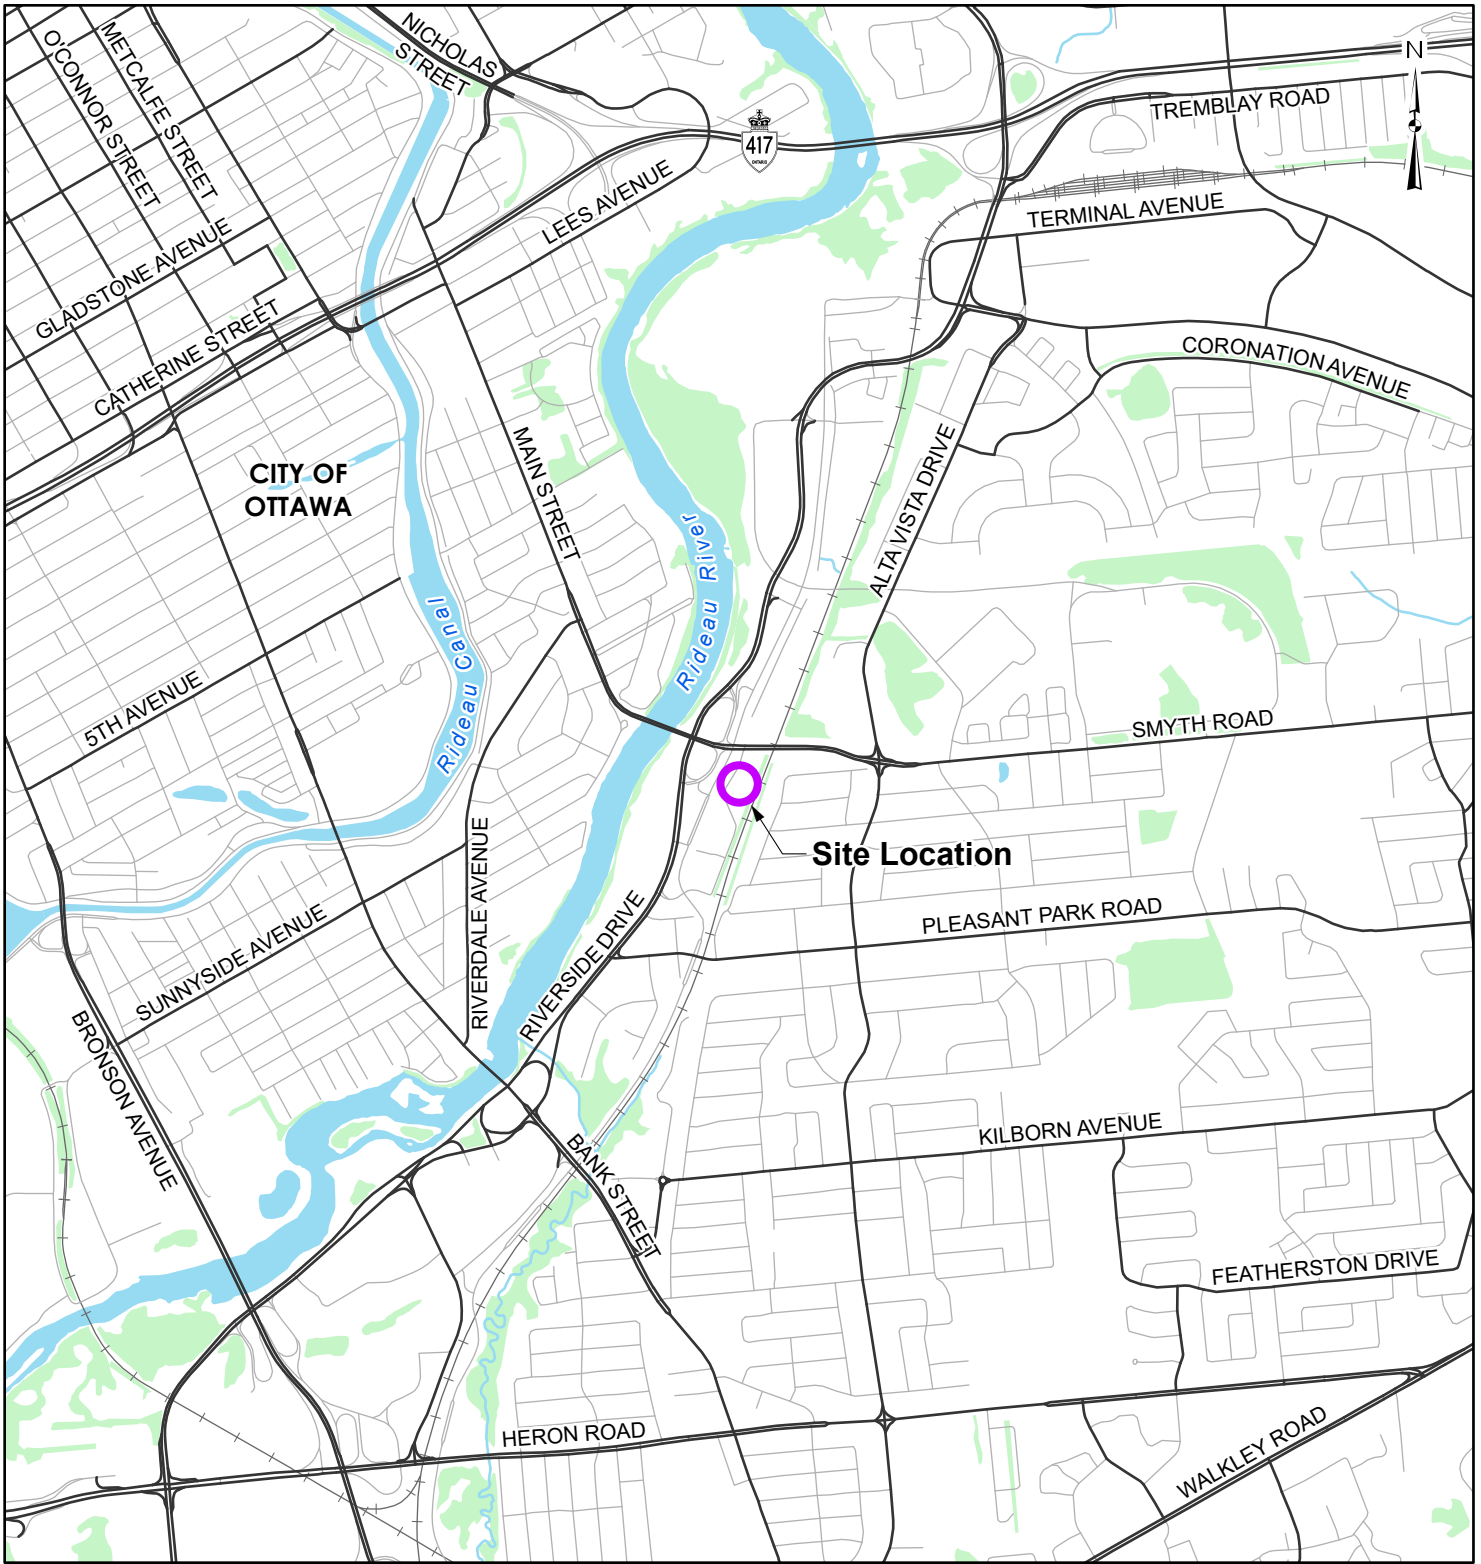 NICHOLAS
STREET
O'CONNOR STREET
METCALFE STREET
N
TREMBLAY ROAD
417
ONTARIO
LEES AVENUE
TERMINAL AVENUE
GLADSTONE AVENUE
CATHERINE STREET
CORONATION AVENUE
CITY OF
OTTAWA
MAIN STREET
ALTA VISTA DRIVE
Rideau River
Rideau Canal
5TH AVENUE
SMYTH ROAD
Site Location
RIVERDALE AVENUE
PLEASANT PARK ROAD
SUNNYSIDE AVENUE
RIVERSIDE DRIVE
BRONSON AVENUE
KILBORN AVENUE
BANK STREET
FEATHERSTON DRIVE
HERON ROAD
WALKLEY ROAD